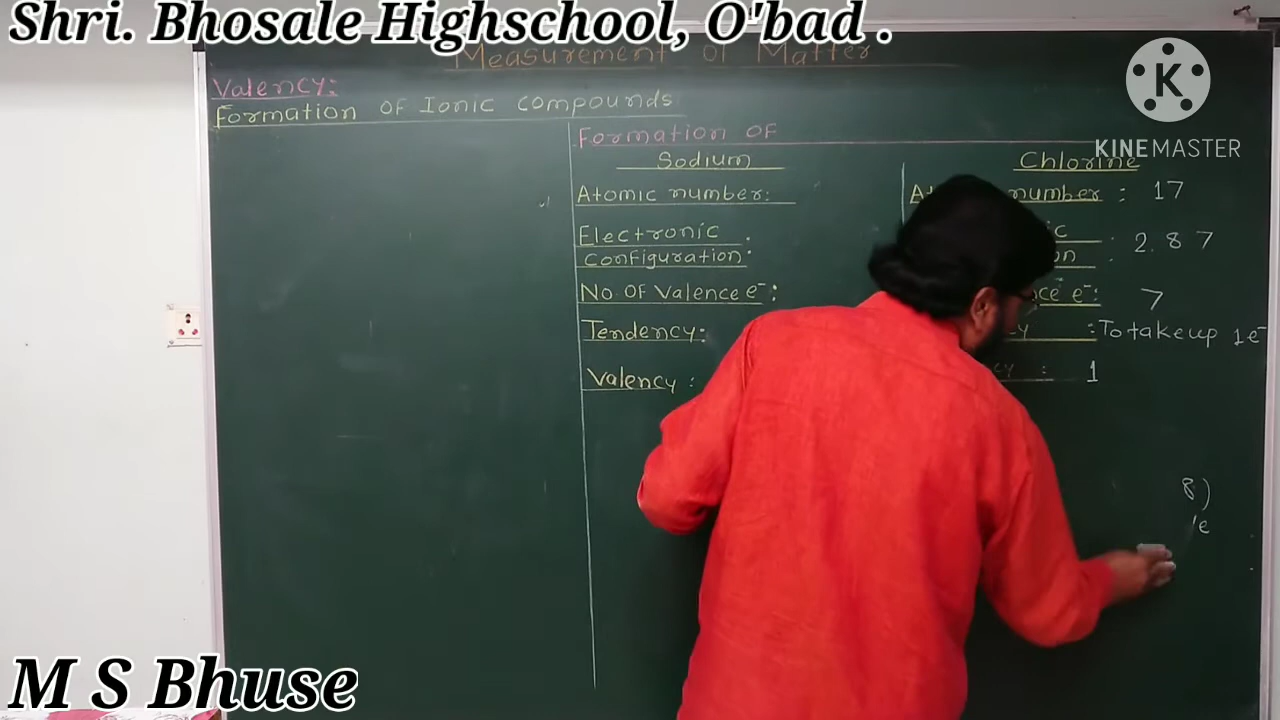 Shri. Bhosale Highschool, O'bad .
Measurement of Matter
KINEMASTER
Valency:
Formation OF Ionic compounds
Formation OF
Sodium
Atomic number:
Electronic
configuration:
No. OF Valence e⁻:
Tendency:
Valency :
Chlorine
number : 17
: 2. 8 7
e⁻: 7
: To take up 1e⁻
: 1
8)
1e
M S Bhuse